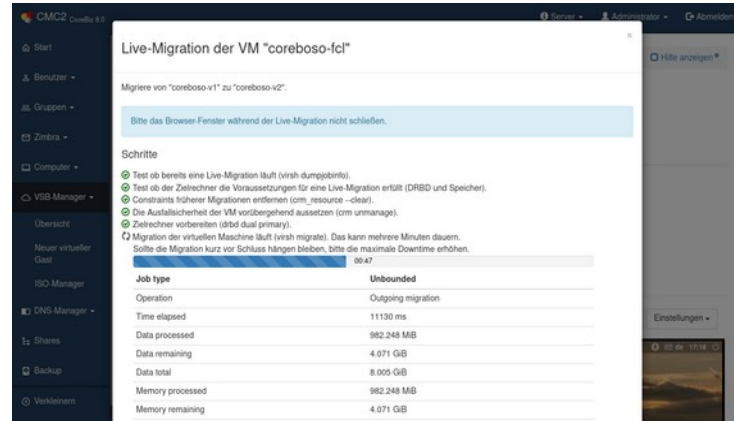 CMC2 CoreBiz 8.0
Server
Administrator
Abmelden
Start
Benutzer
Gruppen
Zimbra
Computer
VSB-Manager
Übersicht
Neuer virtueller
Gast
ISO-Manager
DNS-Manager
Shares
Backup
Verkleinern
Live-Migration der VM "coreboso-fcl"
×
Hilfe anzeigen
Migriere von "coreboso-v1" zu "coreboso-v2".
Bitte das Browser-Fenster während der Live-Migration nicht schließen.
Schritte
Test ob bereits eine Live-Migration läuft (virsh dumpjobinfo).
Test ob der Zielrechner die Voraussetzungen für eine Live-Migration erfüllt (DRBD und Speicher).
Constraints früherer Migrationen entfernen (crm_resource --clear).
Die Ausfallsicherheit der VM vorübergehend aussetzen (crm unmanage).
Zielrechner vorbereiten (drbd dual primary).
Migration der virtuellen Maschine läuft (virsh migrate). Das kann mehrere Minuten dauern.
Sollte die Migration kurz vor Schluss hängen bleiben, bitte die maximale Downtime erhöhen.
00:47
Job type Unbounded
Operation Outgoing migration
Time elapsed 11130 ms
Data processed 982.248 MiB
Data remaining 4.071 GiB
Data total 8.005 GiB
Memory processed 982.248 MiB
Memory remaining 4.071 GiB
Einstellungen
de 17:16